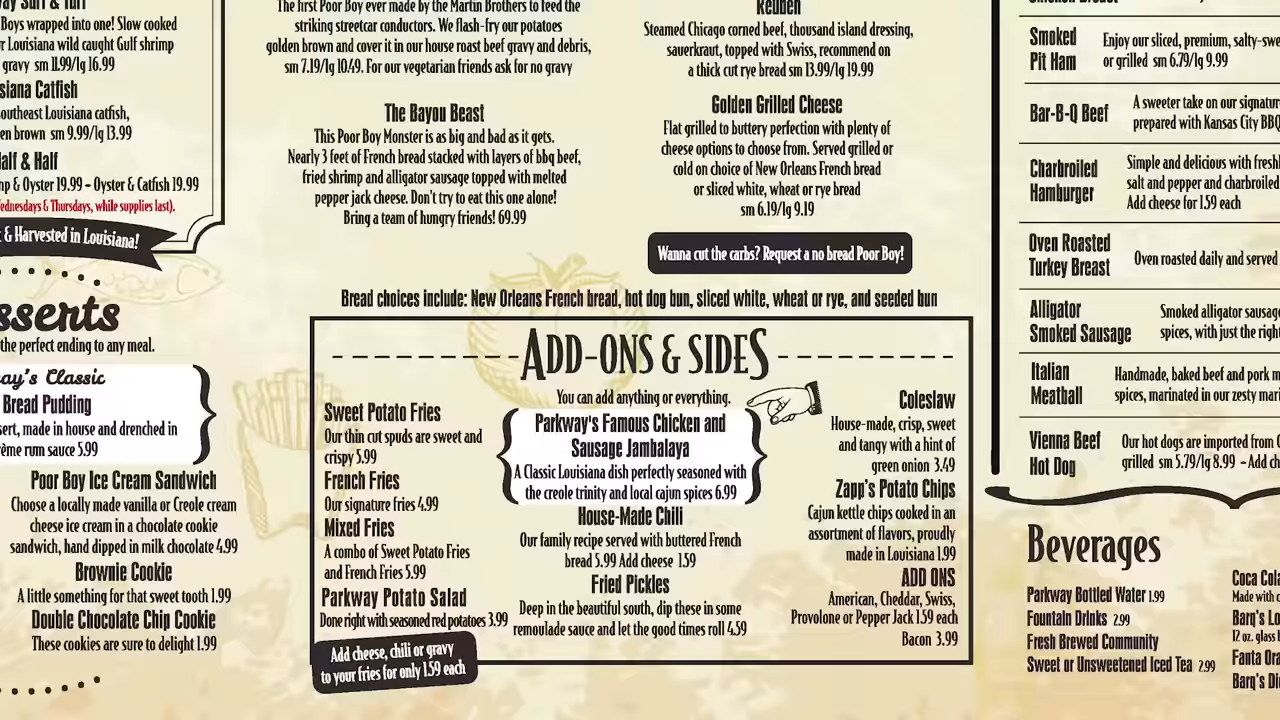 Surf & Turf
Boys wrapped into one! Slow cooked
Louisiana wild caught Gulf shrimp
gravy sm 11.99/lg 16.99
Catfish
southeast Louisiana catfish,
brown sm 9.99/lg 13.99
Half & Half
& Oyster 19.99 – Oyster & Catfish 19.99
Wednesdays & Thursdays, while supplies last).
& Harvested in Louisiana!
Desserts
the perfect ending to any meal.
Classic
Bread Pudding
made in house and drenched in
rum sauce 5.99
Poor Boy Ice Cream Sandwich
Choose a locally made vanilla or Creole cream
cheese ice cream in a chocolate cookie
sandwich, hand dipped in milk chocolate 4.99
Brownie Cookie
A little something for that sweet tooth 1.99
Double Chocolate Chip Cookie
These cookies are sure to delight 1.99
The first Poor Boy ever made by the Martin Brothers to feed the
striking streetcar conductors. We flash-fry our potatoes
golden brown and cover it in our house roast beef gravy and debris,
sm 7.19/lg 10.49. For our vegetarian friends ask for no gravy
The Bayou Beast
This Poor Boy Monster is as big and bad as it gets.
Nearly 3 feet of French bread stacked with layers of bbq beef,
fried shrimp and alligator sausage topped with melted
pepper jack cheese. Don't try to eat this one alone!
Bring a team of hungry friends! 69.99
Reuben
Steamed Chicago corned beef, thousand island dressing,
sauerkraut, topped with Swiss, recommend on
a thick cut rye bread sm 13.99/lg 19.99
Golden Grilled Cheese
Flat grilled to buttery perfection with plenty of
cheese options to choose from. Served grilled or
cold on choice of New Orleans French bread
or sliced white, wheat or rye bread
sm 6.19/lg 9.19
Wanna cut the carbs? Request a no bread Poor Boy!
Bread choices include: New Orleans French bread, hot dog bun, sliced white, wheat or rye, and seeded bun
ADD-ONS & SIDES
You can add anything or everything.
Sweet Potato Fries
Our thin cut spuds are sweet and
crispy 5.99
French Fries
Our signature fries 4.99
Mixed Fries
A combo of Sweet Potato Fries
and French Fries 5.99
Parkway Potato Salad
Done right with seasoned red potatoes 3.99
Add cheese, chili or gravy
to your fries for only 1.59 each
Parkway's Famous Chicken and
Sausage Jambalaya
A Classic Louisiana dish perfectly seasoned with
the creole trinity and local cajun spices 6.99
House-Made Chili
Our family recipe served with buttered French
bread 5.99 Add cheese 1.59
Fried Pickles
Deep in the beautiful south, dip these in some
remoulade sauce and let the good times roll 4.59
Coleslaw
House-made, crisp, sweet
and tangy with a hint of
green onion 3.49
Zapp's Potato Chips
Cajun kettle chips cooked in an
assortment of flavors, proudly
made in Louisiana 1.99
ADD ONS
American, Cheddar, Swiss,
Provolone or Pepper Jack 1.59 each
Bacon 3.99
Smoked
Pit Ham
Enjoy our sliced, premium, salty-swe
or grilled sm 6.79/lg 9.99
Bar-B-Q Beef
A sweeter take on our signatur
prepared with Kansas City BBQ
Charbroiled
Hamburger
Simple and delicious with freshl
salt and pepper and charbroiled
Add cheese for 1.59 each
Oven Roasted
Turkey Breast
Oven roasted daily and served
Alligator
Smoked Sausage
Smoked alligator sausage
spices, with just the right
Italian
Meatball
Handmade, baked beef and pork m
spices, marinated in our zesty mari
Vienna Beef
Hot Dog
Our hot dogs are imported from C
grilled sm 5.79/lg 8.99 – Add ch
Beverages
Parkway Bottled Water 1.99
Fountain Drinks 2.99
Fresh Brewed Community
Sweet or Unsweetened Iced Tea 2.99
Coca Cola
Made with c
Barq's
12 oz. glass
Fanta
Barq's